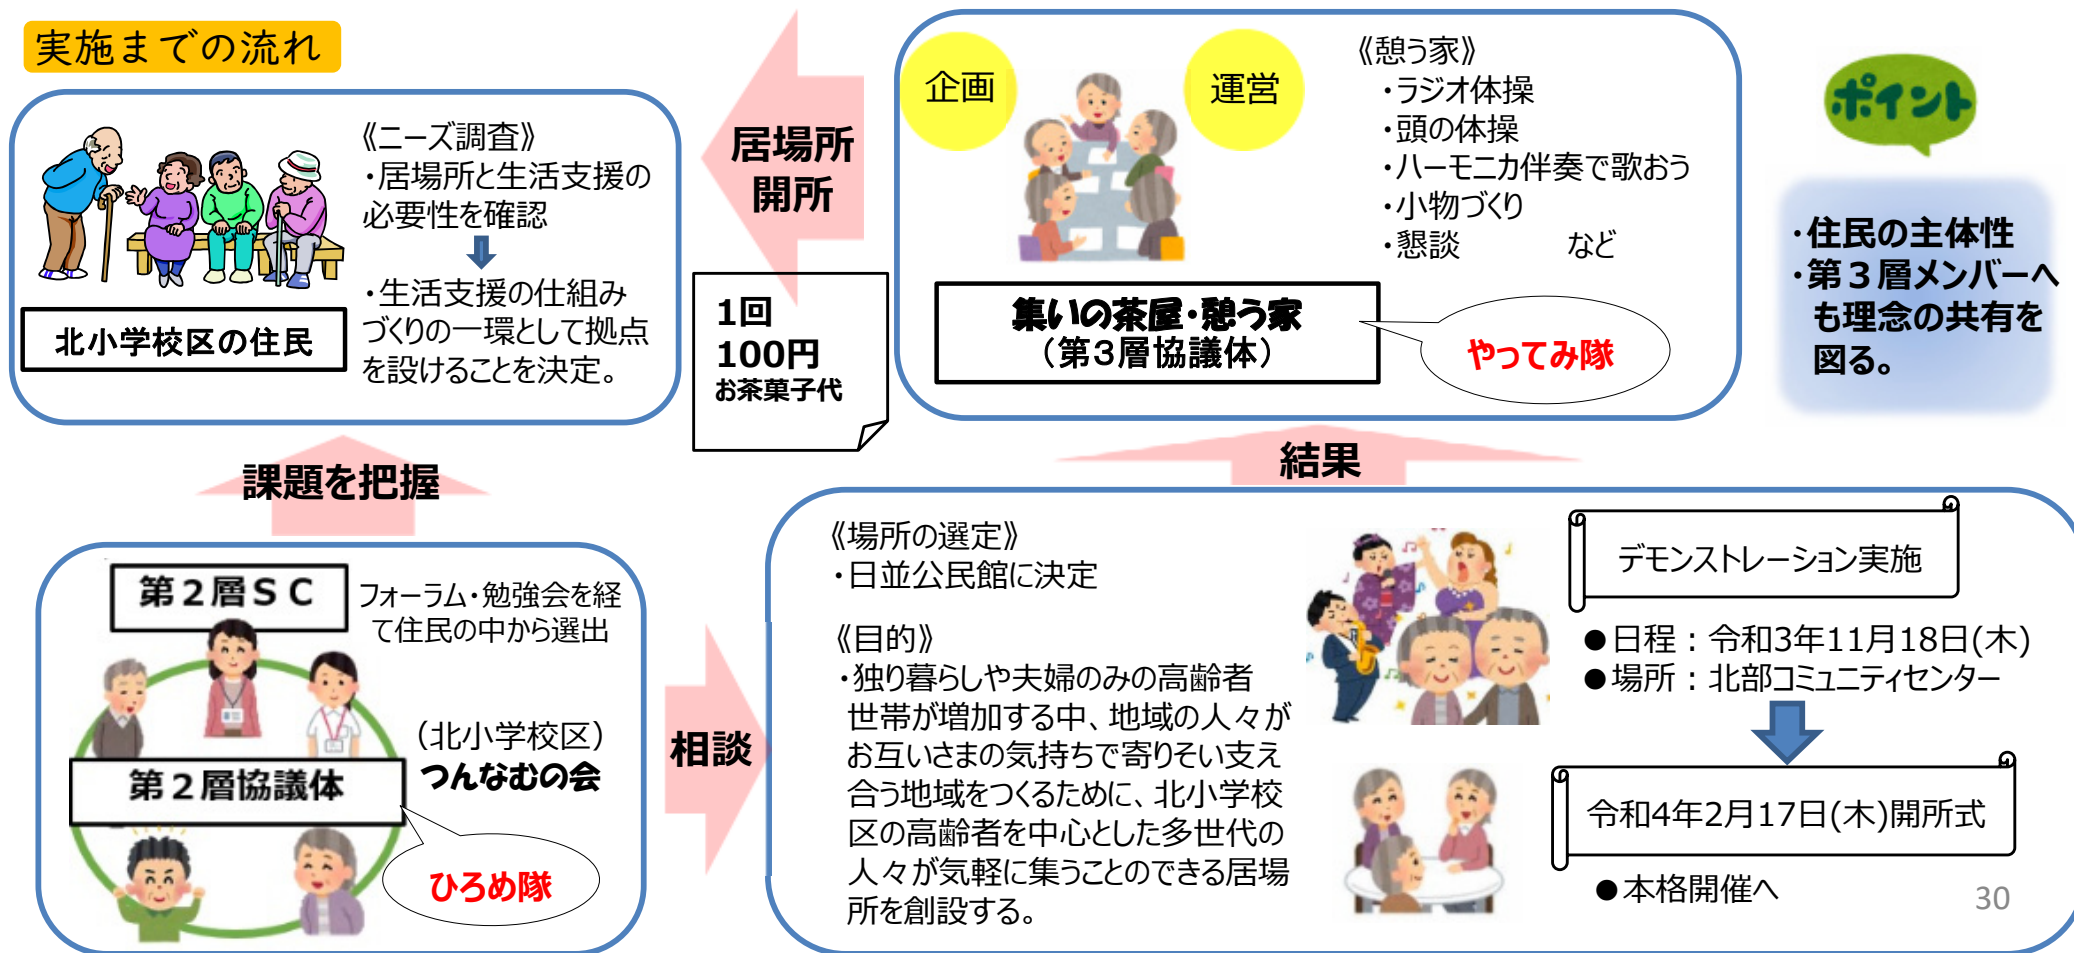 実施までの流れ
《ニーズ調査》
・居場所と生活支援の
必要性を確認
・生活支援の仕組み
づくりの一環として拠点
を設けることを決定。
北小学校区の住民
居場所
開所
1回
100円
お茶菓子代
企画
運営
《憩う家》
・ラジオ体操
・頭の体操
・ハーモニカ伴奏で歌おう
・小物づくり
・懇談 など
集いの茶屋・憩う家
（第3層協議体）
やってみ隊
ポイント
・住民の主体性
・第３層メンバーへ
も理念の共有を
図る。
課題を把握
結果
第２層ＳＣ
フォーラム・勉強会を経
て住民の中から選出
（北小学校区）
つんなむの会
第２層協議体
ひろめ隊
相談
《場所の選定》
・日並公民館に決定
《目的》
・独り暮らしや夫婦のみの高齢者
世帯が増加する中、地域の人々が
お互いさまの気持ちで寄りそい支え
合う地域をつくるために、北小学校
区の高齢者を中心とした多世代の
人々が気軽に集うことのできる居場
所を創設する。
デモンストレーション実施
●日程：令和3年11月18日(木)
●場所：北部コミュニティセンター
令和4年2月17日(木)開所式
●本格開催へ
30